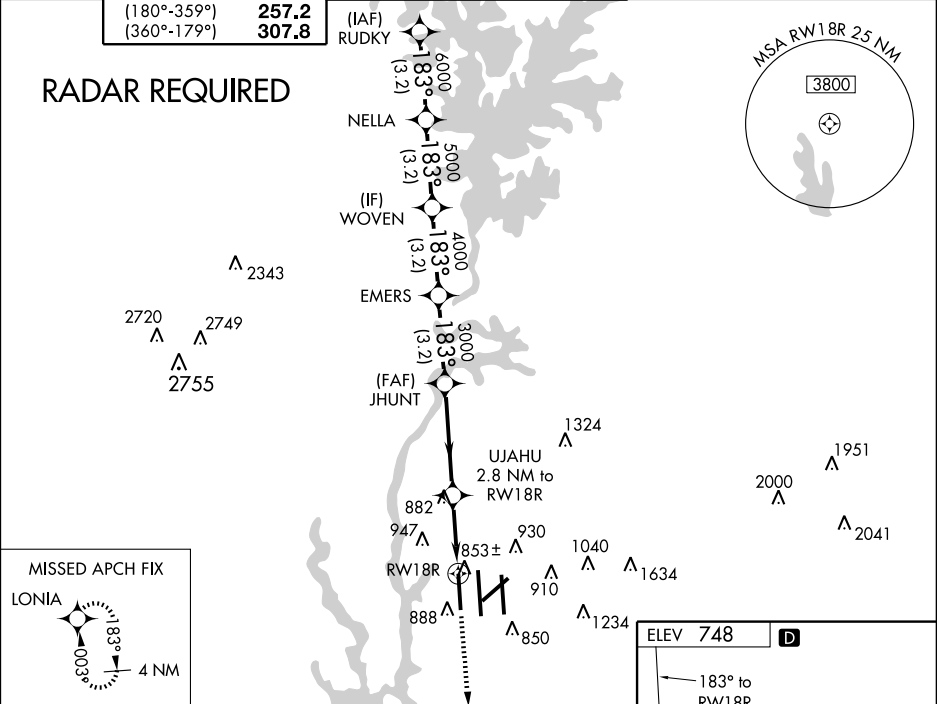 (180°-359°) 257.2
(360°-179°) 307.8
RADAR REQUIRED
(IAF)
RUDKY
6000
183°
(3.2)
NELLA
5000
183°
(3.2)
(IF)
WOVEN
4000
183°
(3.2)
EMERS
3000
183°
(3.2)
(FAF)
JHUNT
MSA RW18R 25 NM
3800
2343
2720
2749
2755
UJAHU
2.8 NM to
RW18R
1324
1951
2000
2041
882
947
930
853±
RW18R
1040
1634
910
888
850
1234
MISSED APCH FIX
LONIA
183°
003°
4 NM
ELEV 748
D
183° to
RW18R